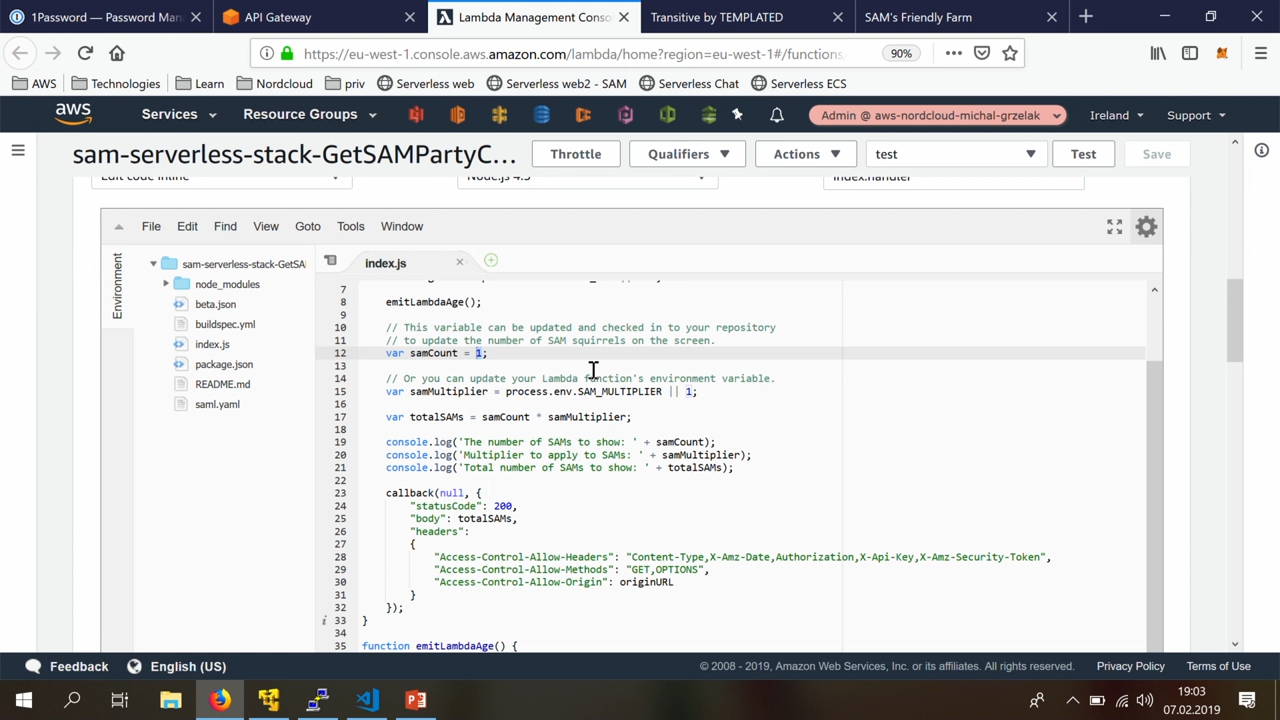 1Password — Password Man
API Gateway
Lambda Management Conso
Transitive by TEMPLATED
SAM's Friendly Farm
https://eu-west-1.console.aws.amazon.com/lambda/home?region=eu-west-1#/functions/
90%
AWS
Technologies
Learn
Nordcloud
priv
Serverless web
Serverless web2 - SAM
Serverless Chat
Serverless ECS
aws
Services
Resource Groups
Admin @ aws-nordcloud-michal-grzelak
Ireland
Support
sam-serverless-stack-GetSAMPartyC...
Throttle
Qualifiers
Actions
test
Test
Save
Edit code inline
index.handler
File Edit Find View Goto Tools Window
Environment
sam-serverless-stack-GetSAI
node_modules
beta.json
buildspec.yml
index.js
package.json
README.md
saml.yaml
index.js
7
8 emitLambdaAge();
9
10 // This variable can be updated and checked in to your repository
11 // to update the number of SAM squirrels on the screen.
12 var samCount = 1;
13
14 // Or you can update your Lambda function's environment variable.
15 var samMultiplier = process.env.SAM_MULTIPLIER || 1;
16
17 var totalSAMs = samCount * samMultiplier;
18
19 console.log('The number of SAMs to show: ' + samCount);
20 console.log('Multiplier to apply to SAMs: ' + samMultiplier);
21 console.log('Total number of SAMs to show: ' + totalSAMs);
22
23 callback(null, {
24 "statusCode": 200,
25 "body": totalSAMs,
26 "headers":
27 {
28 "Access-Control-Allow-Headers": "Content-Type,X-Amz-Date,Authorization,X-Api-Key,X-Amz-Security-Token",
29 "Access-Control-Allow-Methods": "GET,OPTIONS",
30 "Access-Control-Allow-Origin": originURL
31 }
32 });
33 }
34
35 function emitLambdaAge() {
Feedback
English (US)
© 2008 - 2019, Amazon Web Services, Inc. or its affiliates. All rights reserved.
Privacy Policy
Terms of Use
19:03
07.02.2019